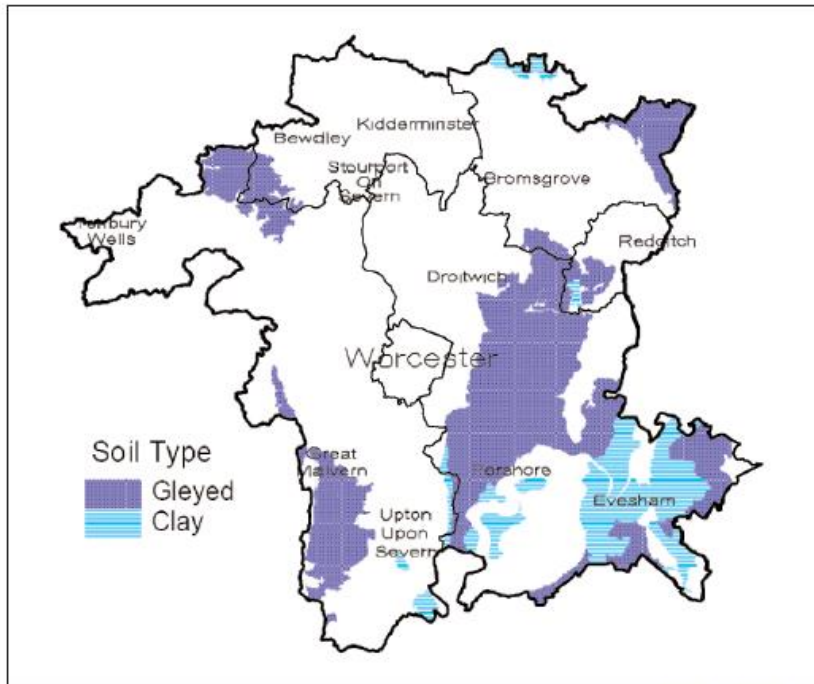 Kidderminster
Bewdley
Stourport
On
Severn
Bromsgrove
Tenbury
Wells
Redditch
Droitwich
Worcester
Soil Type
Gleyed
Clay
Great
Malvern
Pershore
Evesham
Upton
Upon
Severn